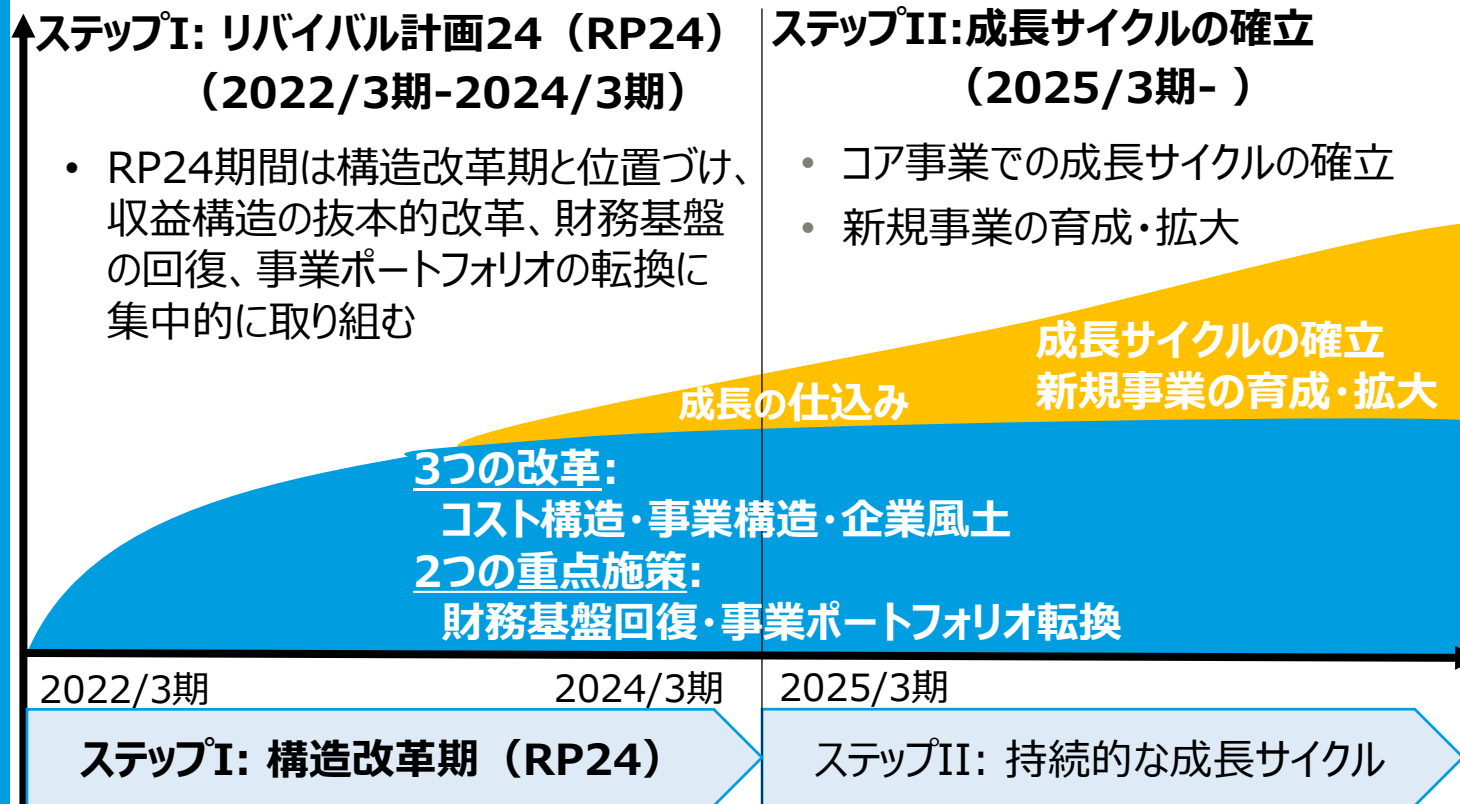 ステップI: リバイバル計画24（RP24）
（2022/3期-2024/3期）
• RP24期間は構造改革期と位置づけ、
収益構造の抜本的改革、財務基盤
の回復、事業ポートフォリオの転換に
集中的に取り組む
ステップII:成長サイクルの確立
（2025/3期- ）
• コア事業での成長サイクルの確立
• 新規事業の育成・拡大
成長サイクルの確立
新規事業の育成・拡大
成長の仕込み
3つの改革:
コスト構造・事業構造・企業風土
2つの重点施策:
財務基盤回復・事業ポートフォリオ転換
2022/3期
2024/3期
2025/3期
ステップI: 構造改革期（RP24）
ステップII: 持続的な成長サイクル